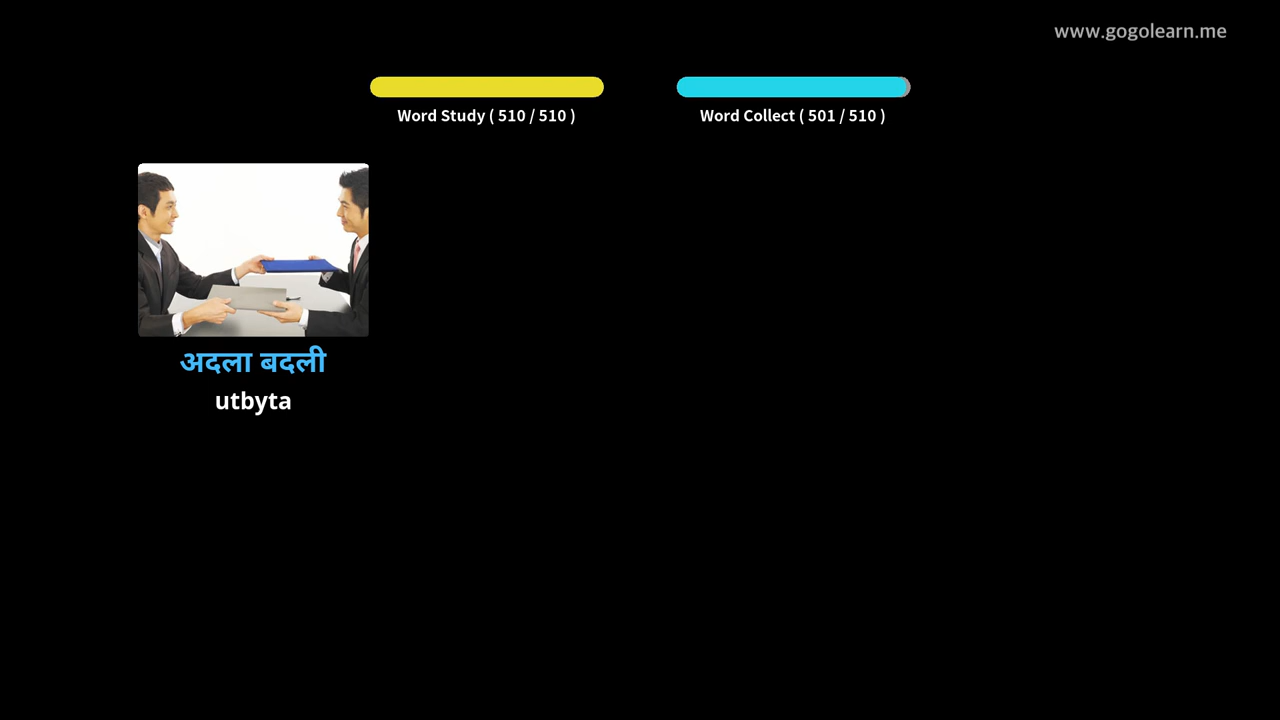 www.gogolearn.me
Word Study ( 510 / 510 )
Word Collect ( 501 / 510 )
अदला बदली
utbyta